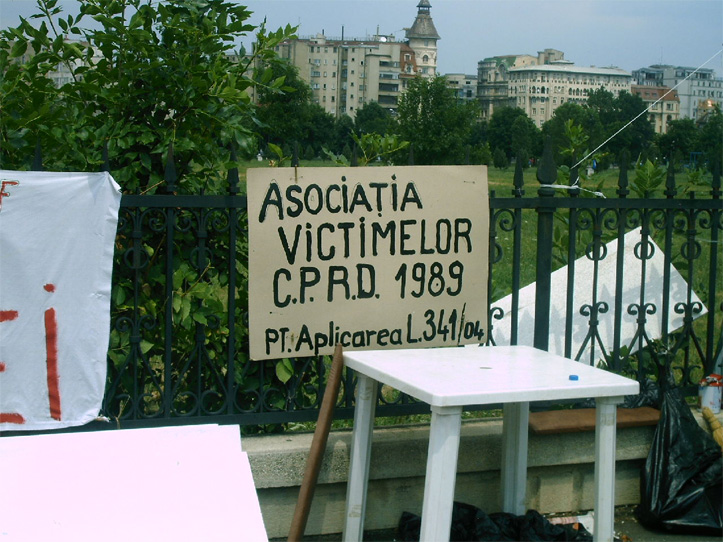 ASOCIAȚIA
VICTIMELOR
C.P.R.D. 1989
PT. Aplicarea L.341/04